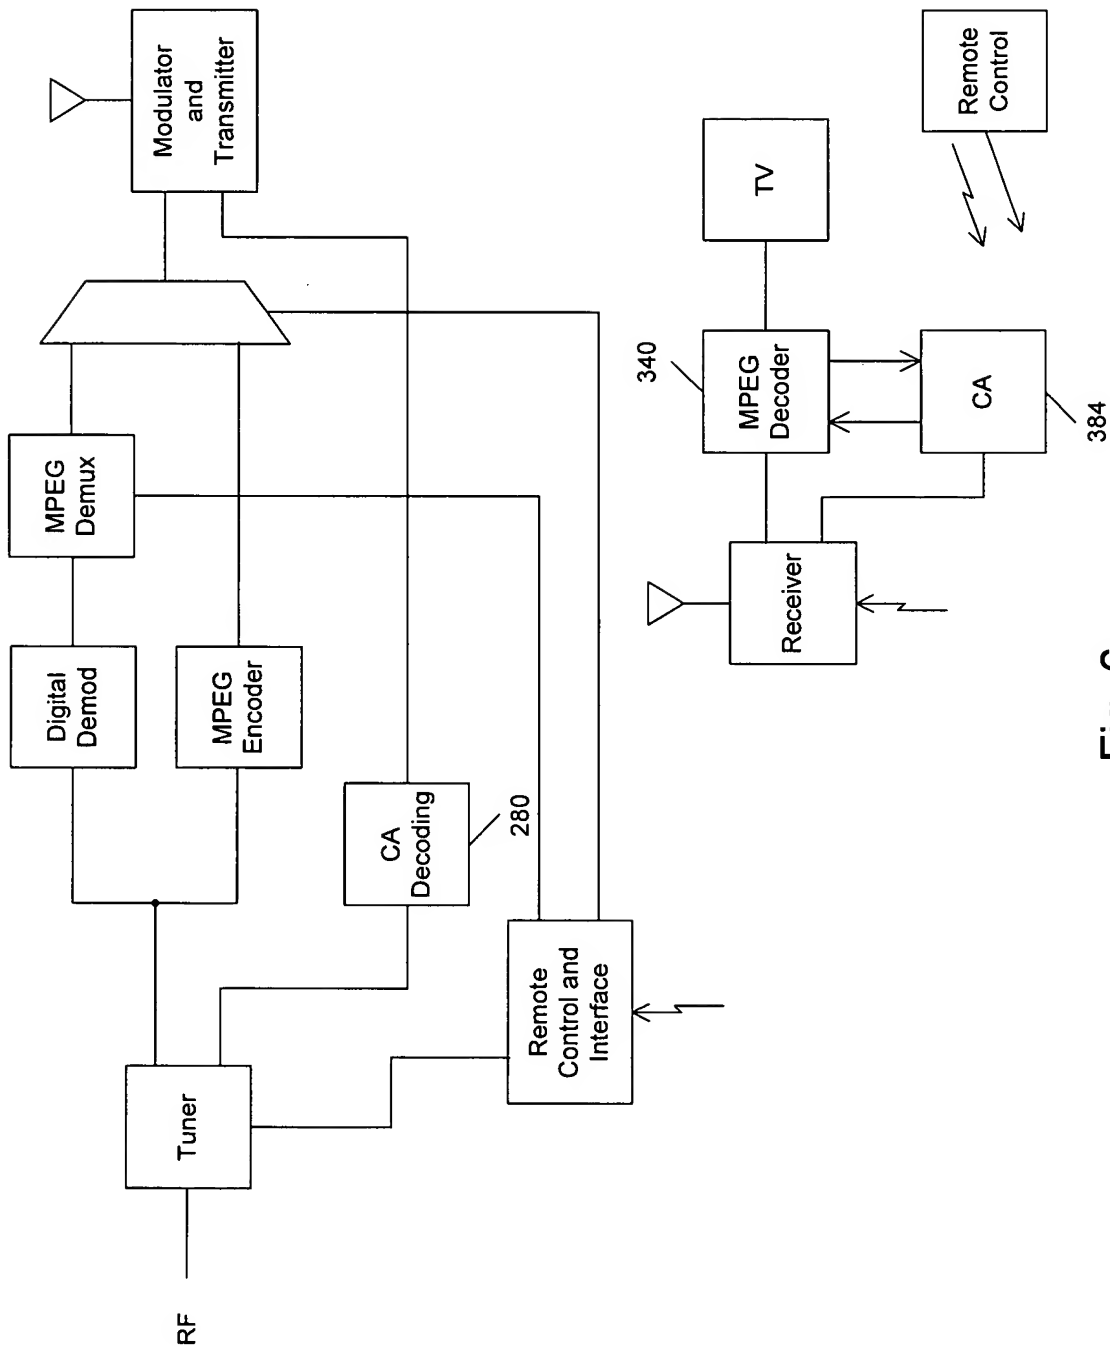 RF
Tuner
Digital
Demod
MPEG
Encoder
MPEG
Demux
CA
Decoding
280
Remote
Control and
Interface
Modulator
and
Transmitter
Receiver
340
MPEG
Decoder
CA
384
TV
Remote
Control